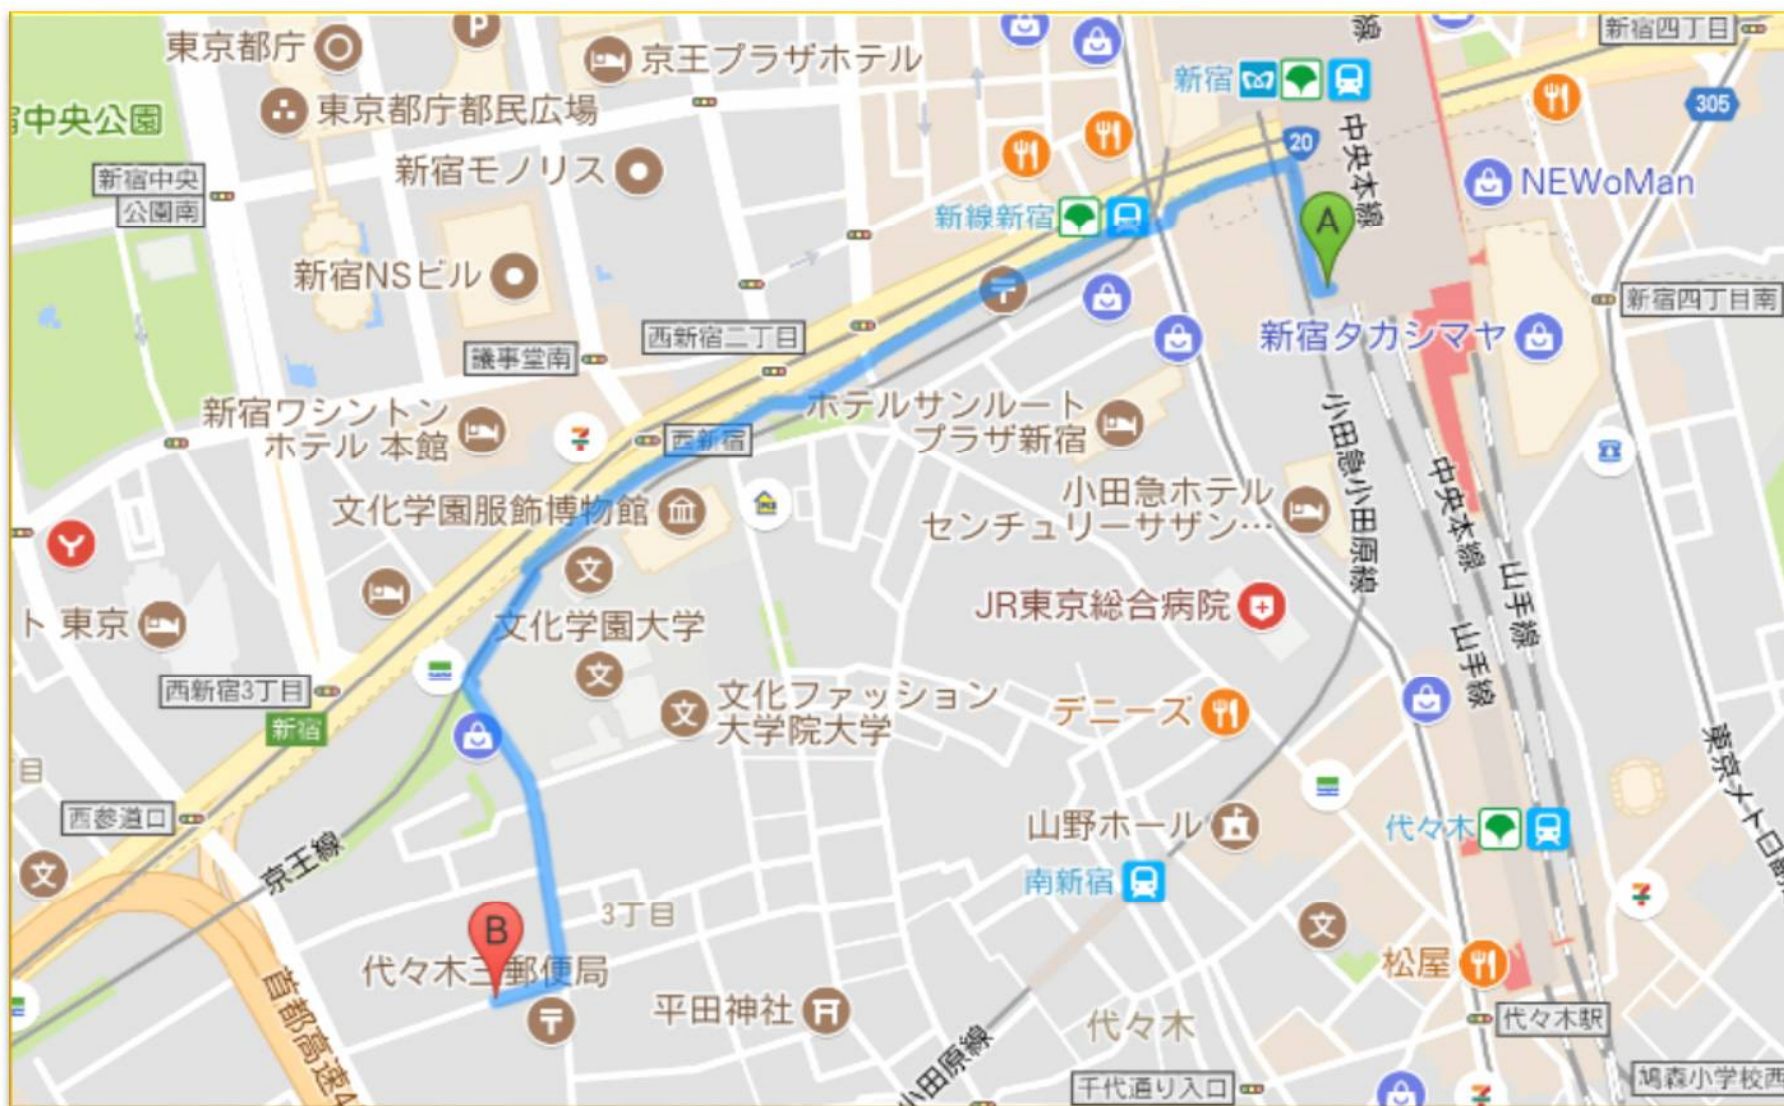 東京都庁
京王プラザホテル
新宿四丁目
新宿
線
東京都庁都民広場
305
中央公園
20
中央本線
新宿モノリス
新宿中央
公園南
NEWoMan
新線新宿
A
新宿NSビル
新宿四丁目南
西新宿二丁目
新宿タカシマヤ
議事堂南
新宿ワシントン
ホテル 本館
ホテルサンルート
プラザ新宿
西新宿
小田急小田原線
中央本線
文化学園服飾博物館
小田急ホテル
センチュリーサザン…
文
山手線
JR東京総合病院
ト 東京
文化学園大学
山手線
文
西新宿3丁目
文
文化ファッション
大学院大学
デニーズ
新宿
目
東京メトロ
西参道口
山野ホール
代々木
文
京王線
南新宿
3丁目
B
文
代々木三郵便局
松屋
首都高速4
平田神社
代々木
代々木駅
小田原線
千代通り入口
鳩森小学校西